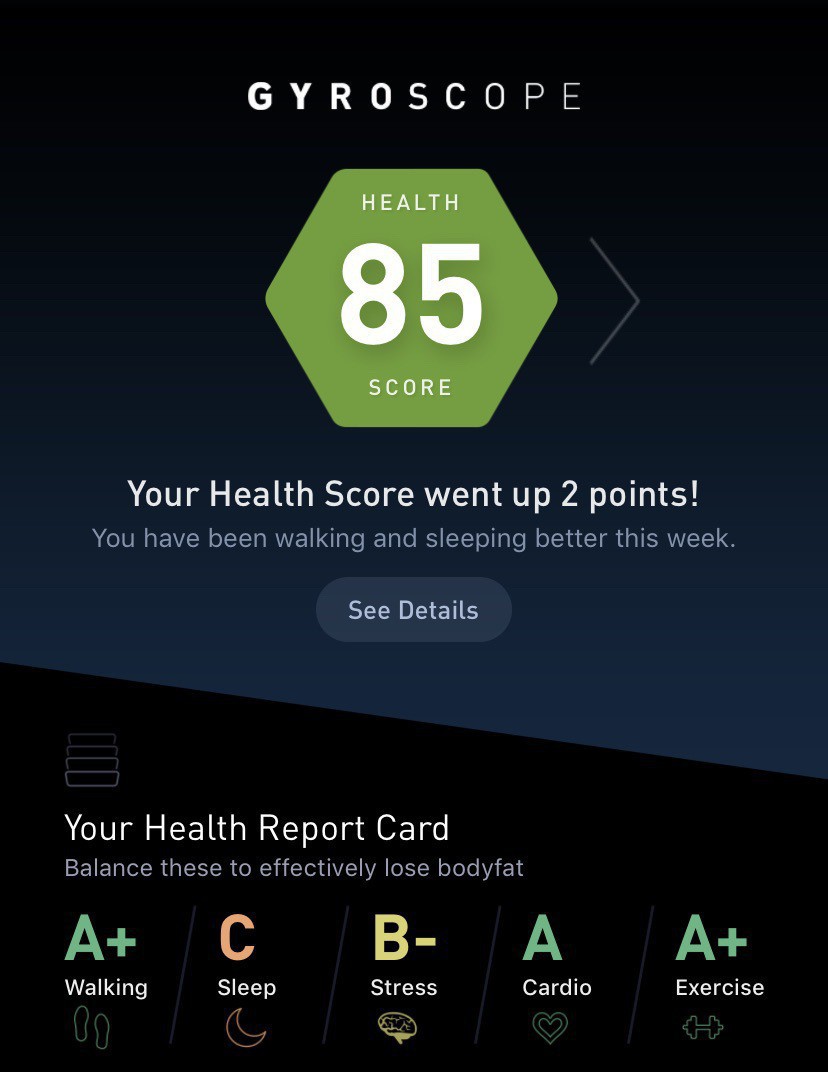 GYROSCOPE
HEALTH
85
SCORE
Your Health Score went up 2 points!
You have been walking and sleeping better this week.
See Details
Your Health Report Card
Balance these to effectively lose bodyfat
A+ C B- A A+
Walking Sleep Stress Cardio Exercise